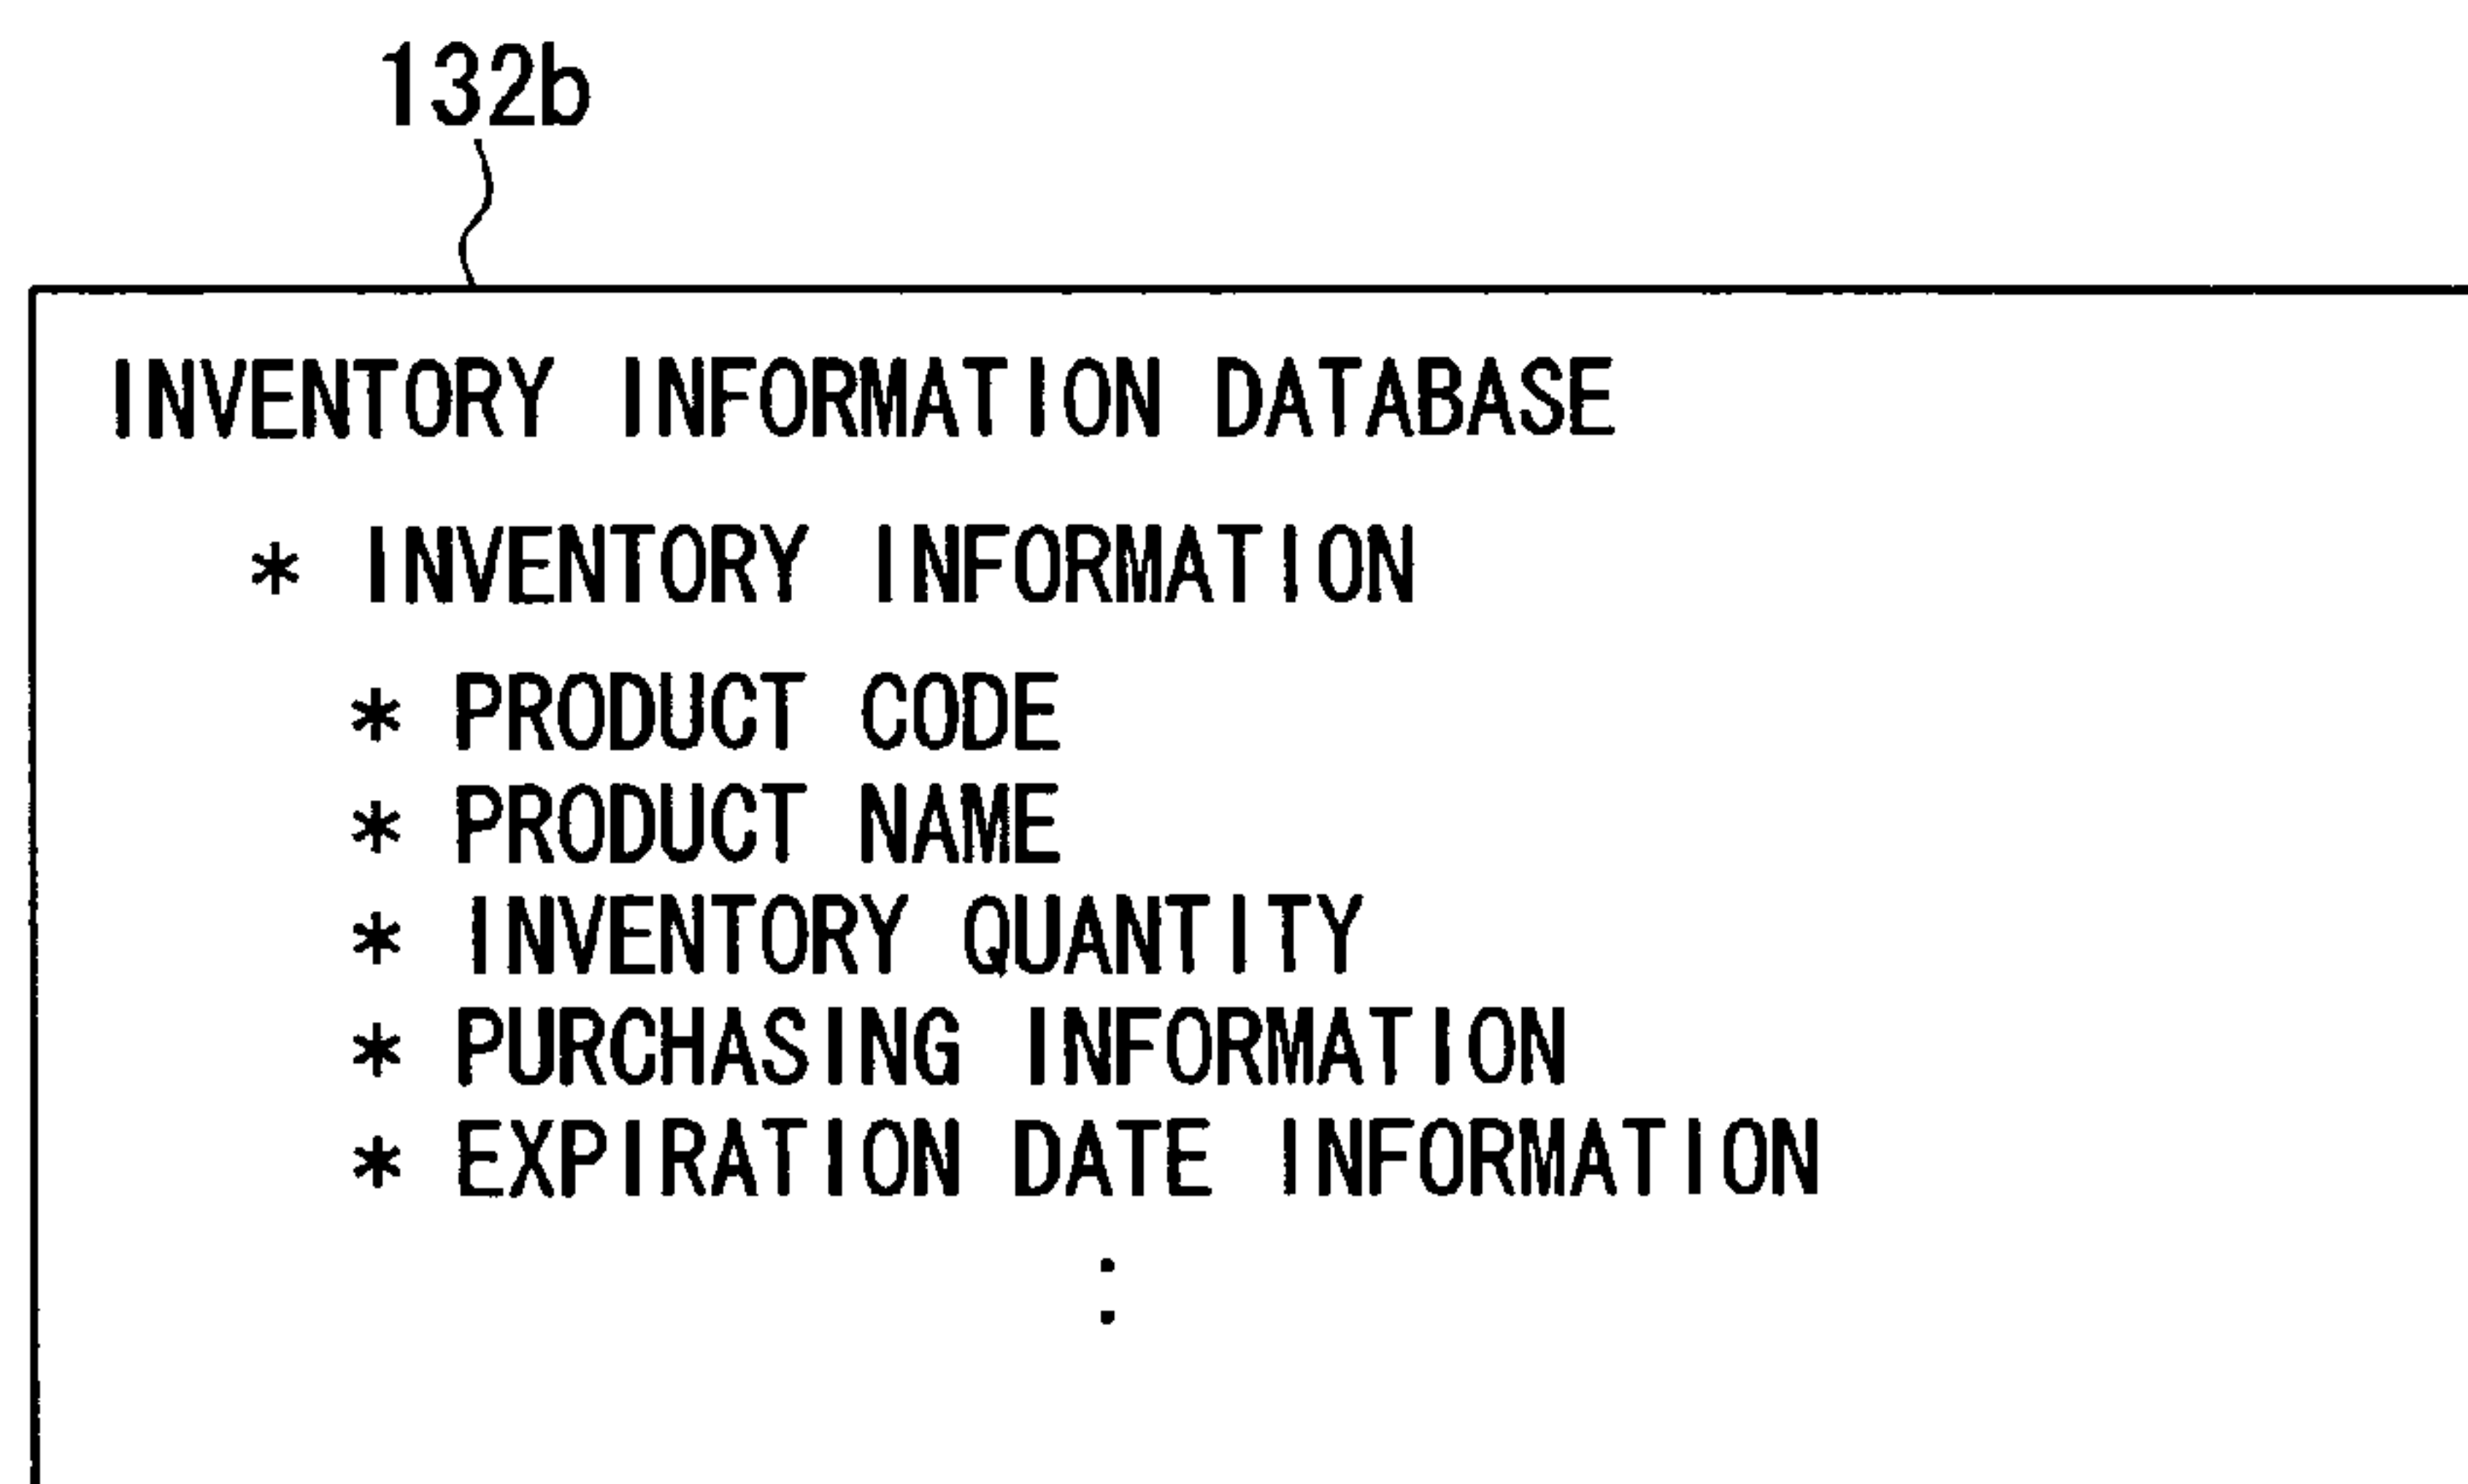 132b
INVENTORY INFORMATION DATABASE
* INVENTORY INFORMATION
* PRODUCT CODE
* PRODUCT NAME
* INVENTORY QUANTITY
* PURCHASING INFORMATION
* EXPIRATION DATE INFORMATION
: